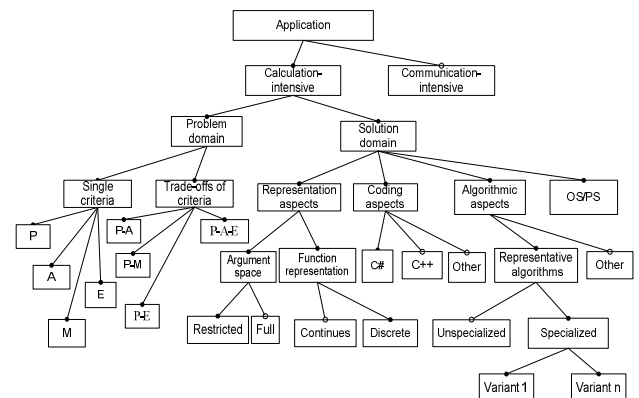 Application
Calculation-
intensive
Communication-
intensive
Problem
domain
Solution
domain
Single
criteria
Trade-offs of
criteria
Representation
aspects
Coding
aspects
Algorithmic
aspects
OS/PS
P
A
M
E
P-A
P-M
P-E
P-A-E
Argument
space
Function
representation
C#
C++
Other
Representative
algorithms
Other
Restricted
Full
Continues
Discrete
Unspecialized
Specialized
Variant 1
Variant n